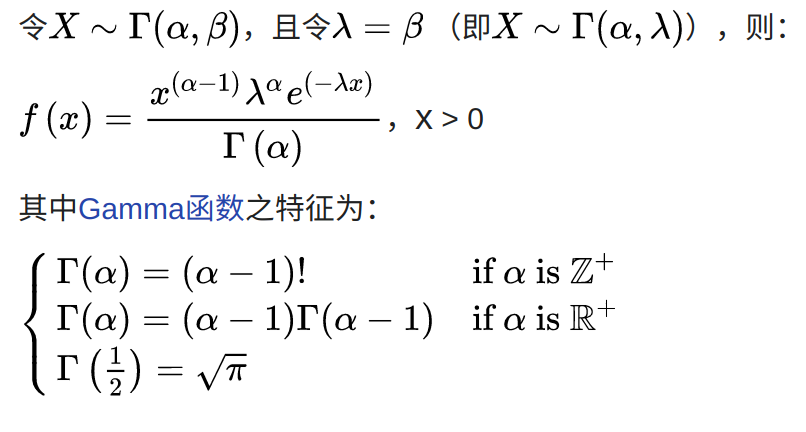 令X ∼ Γ(α, β)，且令λ = β （即X ∼ Γ(α, λ)），则：
f (x) = x^(α−1) λ^α e^(−λx) / Γ (α)，x > 0
其中Gamma函数之特征为：
Γ(α) = (α − 1)! if α is ℤ⁺
Γ(α) = (α − 1)Γ(α − 1) if α is ℝ⁺
Γ (1/2) = √π